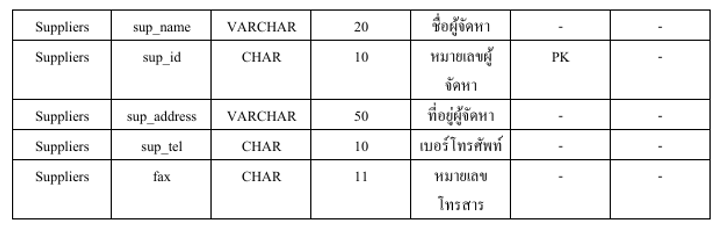 Suppliers sup_name VARCHAR 20 ชื่อผู้จัดหา - -
Suppliers sup_id CHAR 10 หมายเลขผู้ PK -
จัดหา
Suppliers sup_address VARCHAR 50 ที่อยู่ผู้จัดหา - -
Suppliers sup_tel CHAR 10 เบอร์โทรศัพท์ - -
Suppliers fax CHAR 11 หมายเลข - -
โทรสาร